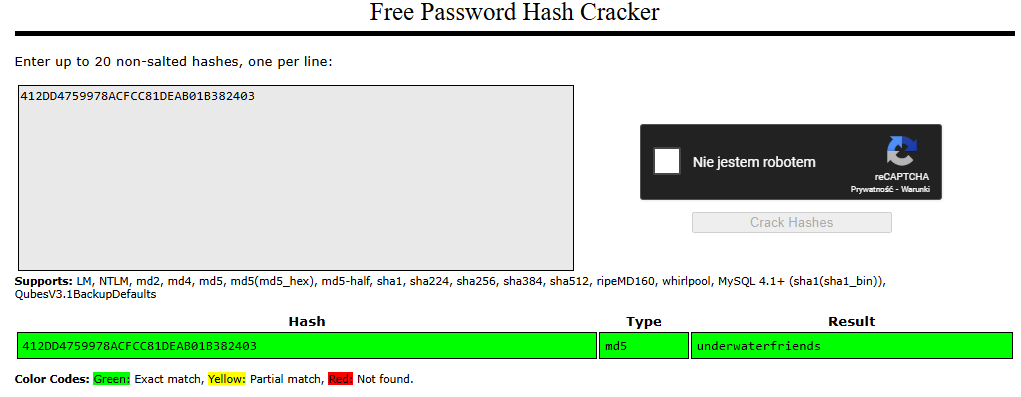 Free Password Hash Cracker
Enter up to 20 non-salted hashes, one per line:
412DD4759978ACFCC81DEAB01B382403
Nie jestem robotem
reCAPTCHA
Prywatność - Warunki
Crack Hashes
Supports: LM, NTLM, md2, md4, md5, md5(md5_hex), md5-half, sha1, sha224, sha256, sha384, sha512, ripeMD160, whirlpool, MySQL 4.1+ (sha1(sha1_bin)),
QubesV3.1BackupDefaults
Hash Type Result
412DD4759978ACFCC81DEAB01B382403 md5 underwaterfriends
Color Codes: Green: Exact match, Yellow: Partial match, Red: Not found.